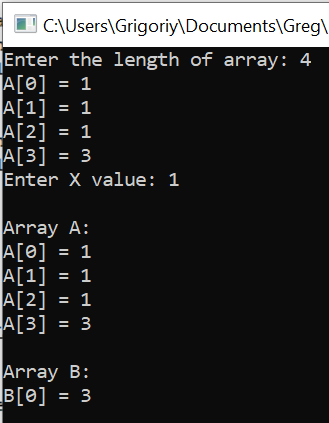 C:\Users\Grigoriy\Documents\Greg\
Enter the length of array: 4
A[0] = 1
A[1] = 1
A[2] = 1
A[3] = 3
Enter X value: 1
Array A:
A[0] = 1
A[1] = 1
A[2] = 1
A[3] = 3
Array B:
B[0] = 3